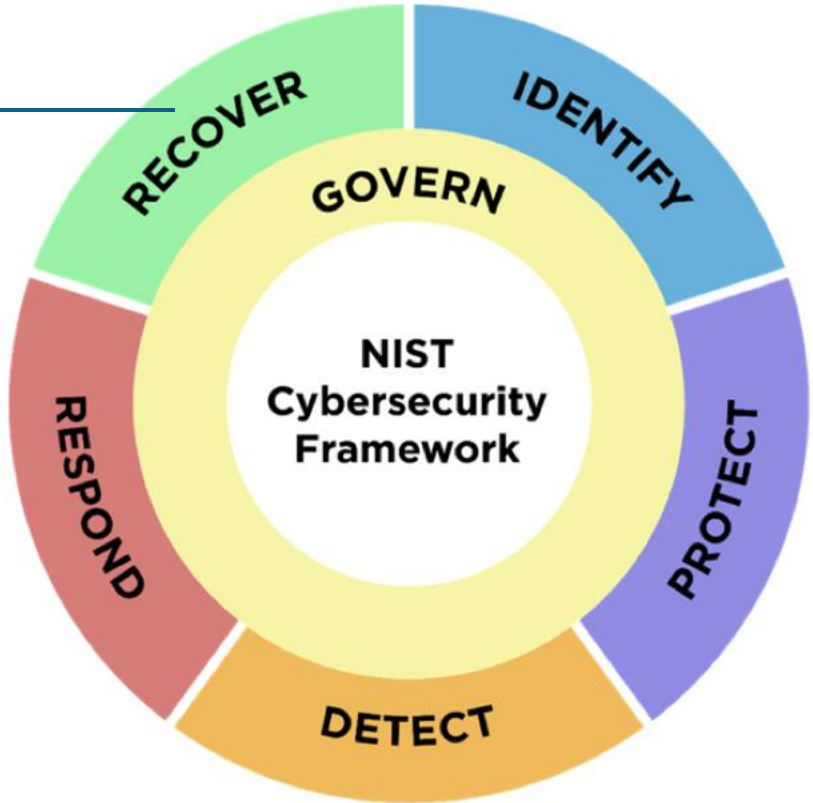 RECOVER
IDENTIFY
GOVERN
NIST
Cybersecurity
Framework
RESPOND
PROTECT
DETECT